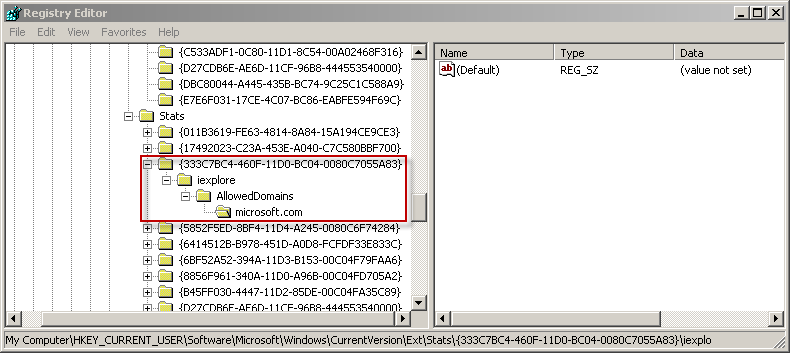 Registry Editor
File Edit View Favorites Help
Name Type Data
(Default) REG_SZ (value not set)
{C533ADF1-0C80-11D1-8C54-00A02468F316}
{D27CDB6E-AE6D-11CF-96B8-444553540000}
{DBC80044-A445-435B-BC74-9C25C1C588A9}
{E7E6F031-17CE-4C07-BC86-EABFE594F69C}
Stats
{011B3619-FE63-4814-8A84-15A194CE9CE3}
{17492023-C23A-453E-A040-C7C580BBF700}
{333C7BC4-460F-11D0-BC04-0080C7055A83}
iexplore
AllowedDomains
microsoft.com
{5852F5ED-8BF4-11D4-A245-0080C6F74284}
{6414512B-B978-451D-A0D8-FCFDF33E833C}
{6BF52A52-394A-11D3-B153-00C04F79FAA6}
{8856F961-340A-11D0-A96B-00C04FD705A2}
{B45FF030-4447-11D2-85DE-00C04FA35C89}
{D27CDB6E-AE6D-11CF-96B8-444553540000}
My Computer\HKEY_CURRENT_USER\Software\Microsoft\Windows\CurrentVersion\Ext\Stats\{333C7BC4-460F-11D0-BC04-0080C7055A83}\iexplo